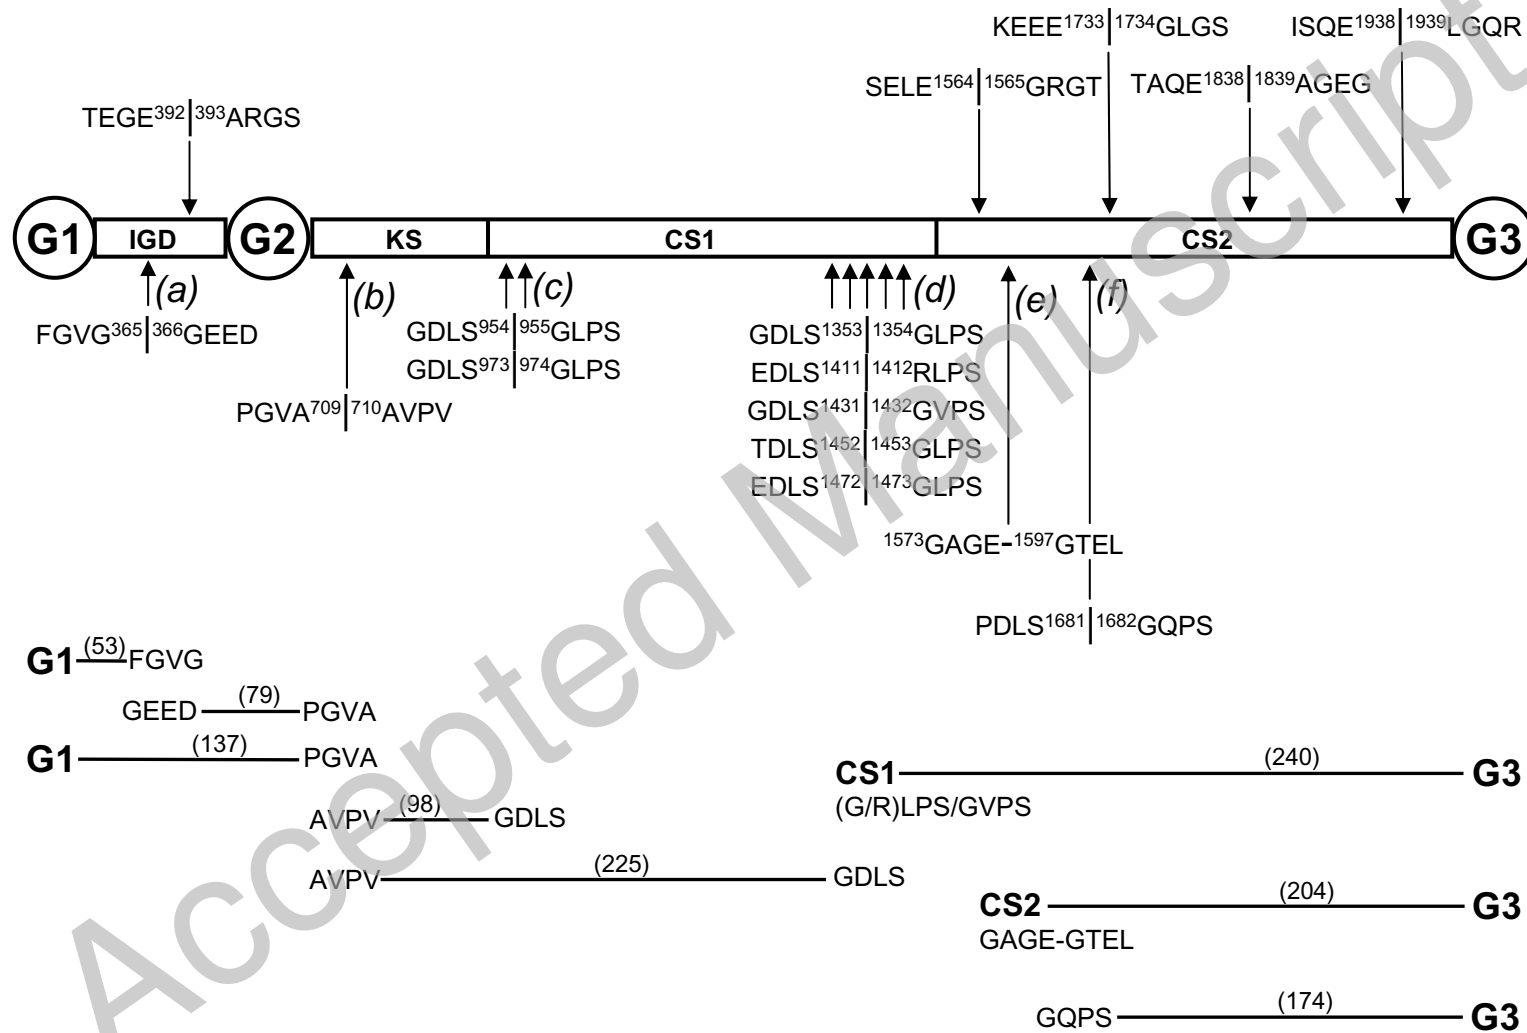 KEEE1733|1734GLGS ISQE1938|1939LGQR
SELE1564|1565GRGT TAQE1838|1839AGEG
TEGE392|393ARGS
G1 IGD G2 KS CS1 CS2 G3
(a) (b) (c) (d) (e) (f)
FGVG365|366GEED GDLS954|955GLPS GDLS1353|1354GLPS
GDLS973|974GLPS EDLS1411|1412RLPS
PGVA709|710AVPV GDLS1431|1432GVPS
TDLS1452|1453GLPS
EDLS1472|1473GLPS
1573GAGE-1597GTEL
PDLS1681|1682GQPS
G1 (53) FGVG
GEED (79) PGVA
G1 (137) PGVA
CS1 (240) G3
(G/R)LPS/GVPS
AVPV (98) GDLS
AVPV (225) GDLS
CS2 (204) G3
GAGE-GTEL
GQPS (174) G3
Accepted Manuscript